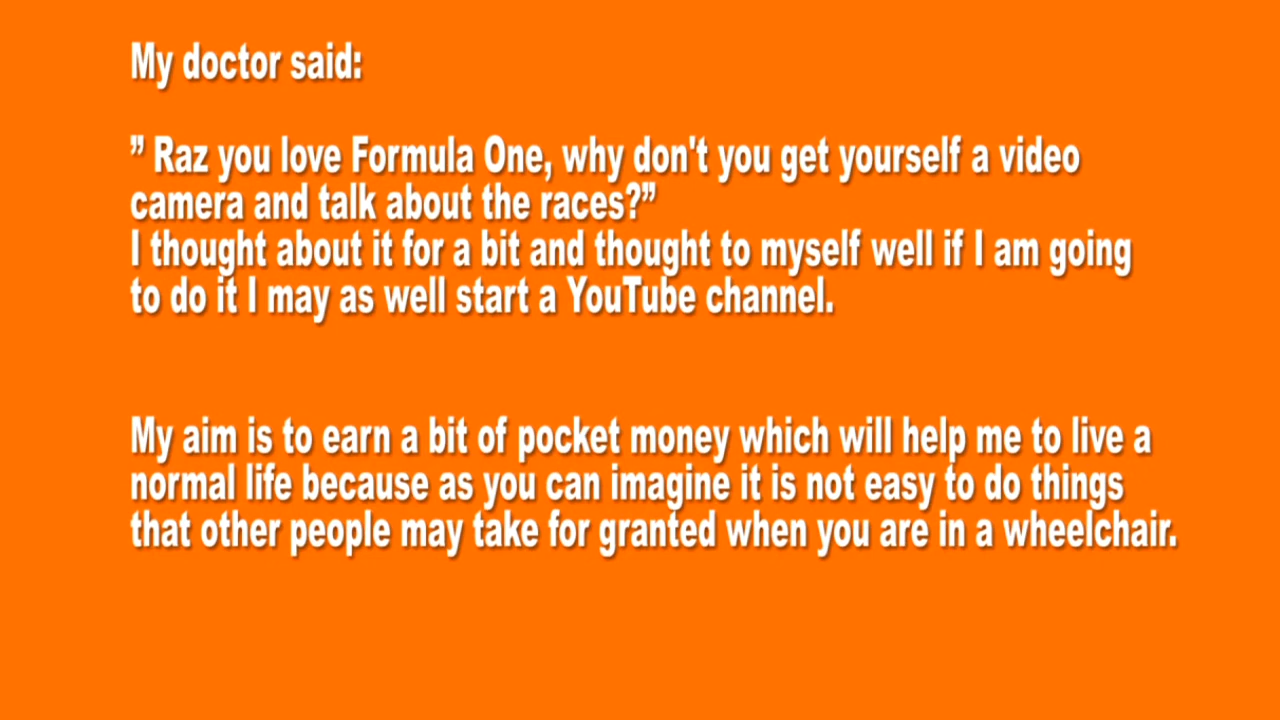 My doctor said:
” Raz you love Formula One, why don't you get yourself a video
camera and talk about the races?”
I thought about it for a bit and thought to myself well if I am going
to do it I may as well start a YouTube channel.
My aim is to earn a bit of pocket money which will help me to live a
normal life because as you can imagine it is not easy to do things
that other people may take for granted when you are in a wheelchair.